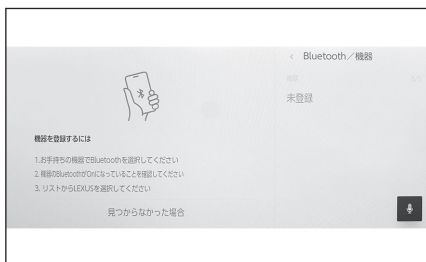 機器を登録するには
1.お手持ちの機器でBluetoothを選択してください
2. 機器のBluetoothがOnになっていることを確認してください
3. リストからLEXUSを選択してください
見つからなかった場合
< Bluetooth／機器
未登録